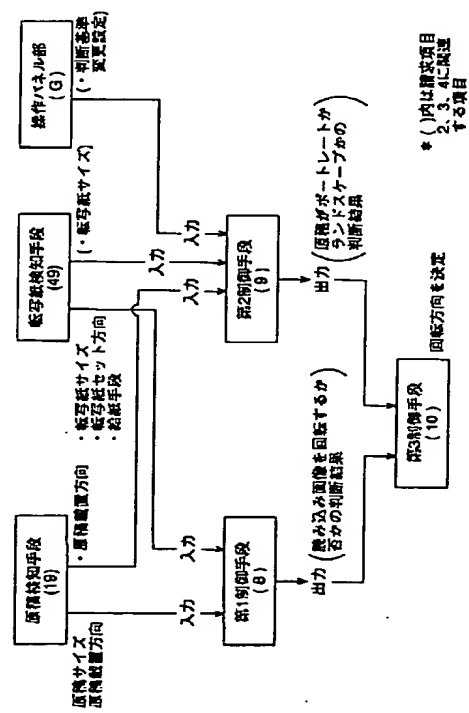 原稿検知手段
(19)
転写紙検知手段
(49)
操作パネル部
(G)
原稿サイズ
原稿載置方向
・原稿載置方向
・転写紙サイズ
・転写紙セット方向
・給紙手段
(・転写紙サイズ)
(・判断基準
変更設定)
入力
入力
入力
入力
入力
第1制御手段
(8)
第2制御手段
(9)
出力
(読み込み画像を回転するか
否かの判断結果)
出力
(原稿がポートレートか
ランドスケープかの
判断結果)
第3制御手段
(10)
回転方向を決定
*( )内は請求項目
2、3、4に関連
する項目